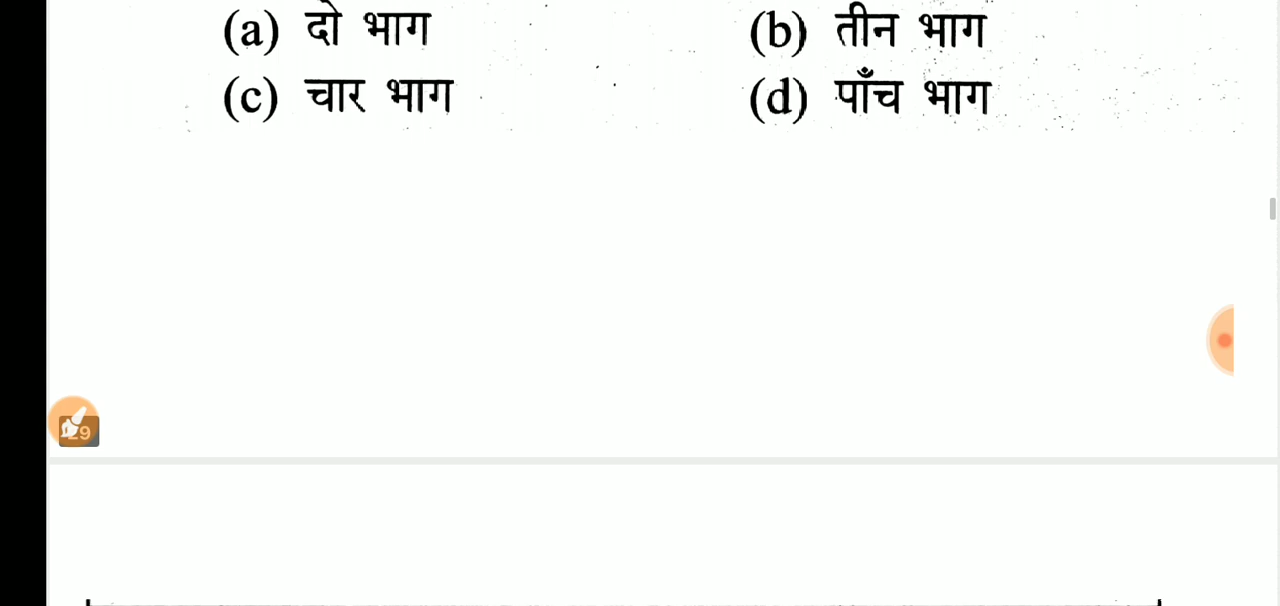 (a) दो भाग (b) तीन भाग
(c) चार भाग (d) पाँच भाग